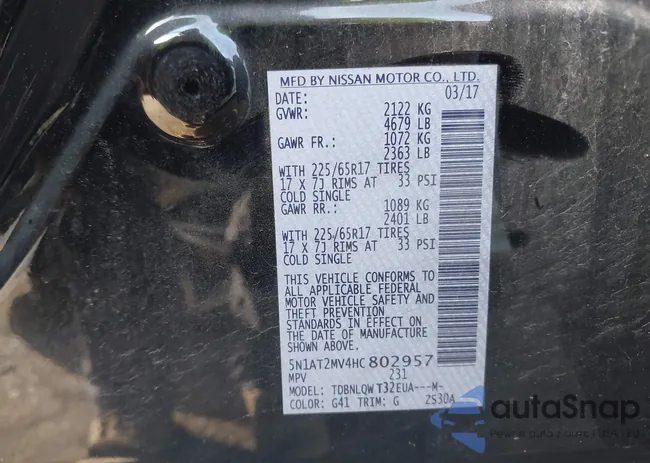 MFD BY NISSAN MOTOR CO., LTD.
DATE: 03/17
GVWR: 2122 KG
4679 LB
GAWR FR.: 1072 KG
2363 LB
WITH 225/65R17 TIRES
17 X 7J RIMS AT 33 PSI
COLD SINGLE
GAWR RR.: 1089 KG
2401 LB
WITH 225/65R17 TIRES
17 X 7J RIMS AT 33 PSI
COLD SINGLE
THIS VEHICLE CONFORMS TO
ALL APPLICABLE FEDERAL
MOTOR VEHICLE SAFETY AND
THEFT PREVENTION
STANDARDS IN EFFECT ON
THE DATE OF MANUFACTURE
SHOWN ABOVE.
5N1AT2MV4HC802957
MPV 231
MODEL: TDBNLQWT32EUA---M-
COLOR: G41 TRIM: G 2S30A
autaSnap